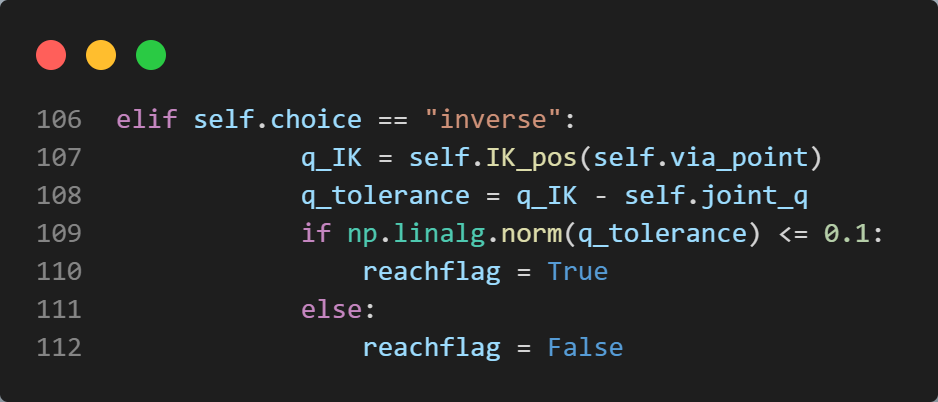 106 elif self.choice == "inverse":
107             q_IK = self.IK_pos(self.via_point)
108             q_tolerance = q_IK - self.joint_q
109             if np.linalg.norm(q_tolerance) <= 0.1:
110                 reachflag = True
111             else:
112                 reachflag = False